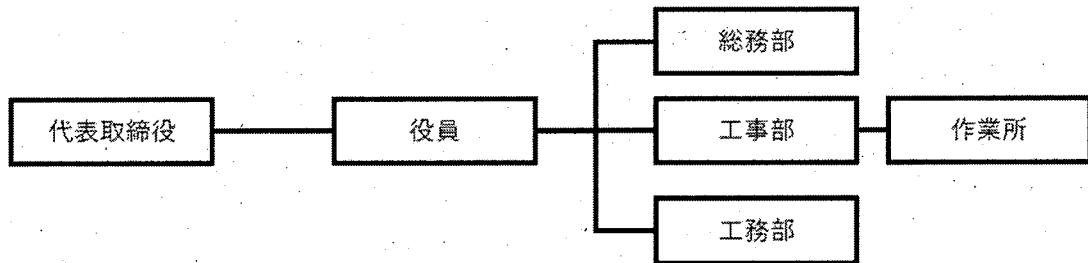 総務部
代表取締役
役員
工事部
作業所
工務部